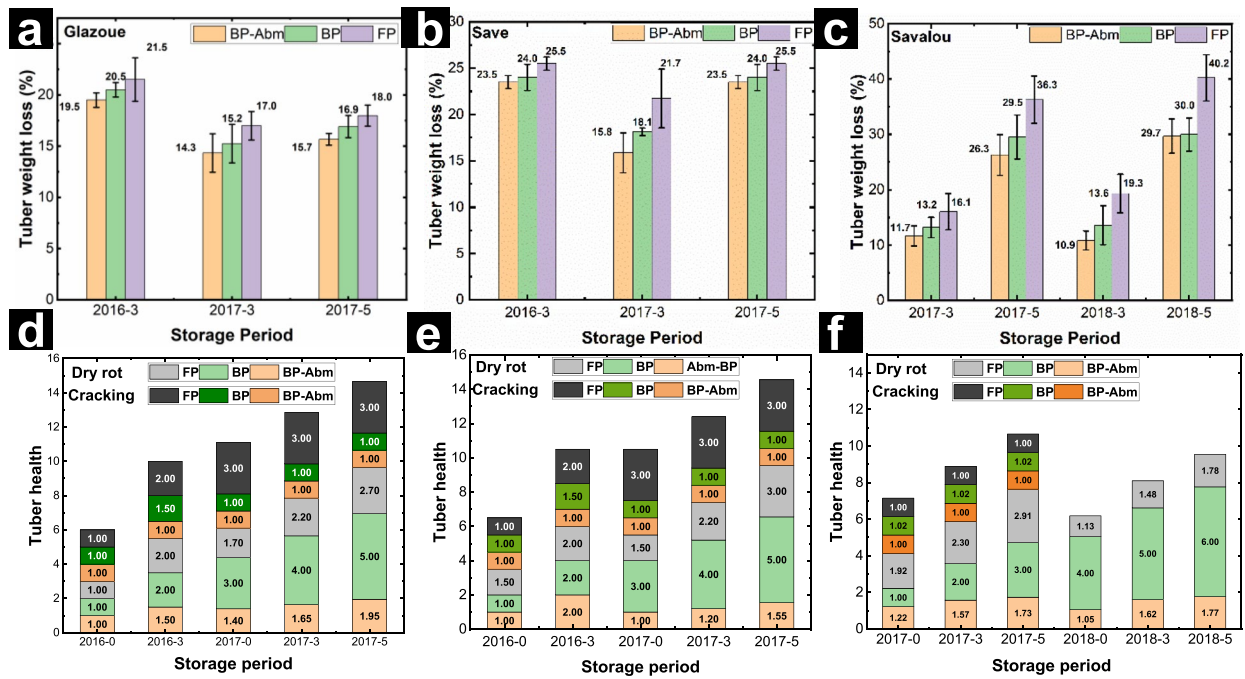 a
Glazoue
BP-Abm BP FP
Tuber weight loss (%)
0 5 10 15 20
19.5 20.5 21.5
14.3 15.2 17.0
15.7 16.9 18.0
2016-3 2017-3 2017-5
Storage Period
b
Save
BP-Abm BP FP
Tuber weight loss (%)
0 5 10 15 20 25 30
23.5 24.0 25.5
15.8 18.1 21.7
23.5 24.0 25.5
2016-3 2017-3 2017-5
Storage Period
c
Savalou
BP-Abm BP FP
Tuber weight loss (%)
0 10 20 30 40 50
11.7 13.2 16.1
26.3 29.5 36.3
10.9 13.6 19.3
29.7 30.0 40.2
2017-3 2017-5 2018-3 2018-5
Storage Period
d
Dry rot FP BP BP-Abm
Cracking FP BP BP-Abm
Tuber health
0 2 4 6 8 10 12 14 16
1.00 1.00 1.00 1.00 1.00 1.00
2.00 1.50 1.00 2.00 2.00 1.50
3.00 1.00 1.00 1.70 3.00 1.40
3.00 1.00 1.00 2.20 4.00 1.65
3.00 1.00 1.00 2.70 5.00 1.95
2016-0 2016-3 2017-0 2017-3 2017-5
Storage period
e
Dry rot FP BP Abm-BP
Cracking FP BP BP-Abm
Tuber health
0 2 4 6 8 10 12 14 16
1.00 1.00 1.00 1.50 1.00 1.00
2.00 1.50 1.00 2.00 2.00 2.00
3.00 1.00 1.00 1.50 3.00 1.00
3.00 1.00 1.00 2.20 4.00 1.20
3.00 1.00 1.00 3.00 5.00 1.55
2016-0 2016-3 2017-0 2017-3 2017-5
Storage period
f
Dry rot FP BP BP-Abm
Cracking FP BP BP-Abm
Tuber health
0 2 4 6 8 10 12 14
1.00 1.02 1.00 1.92 1.00 1.22
1.00 1.02 1.00 2.30 2.00 1.57
1.00 1.02 1.00 2.91 3.00 1.73
1.13 4.00 1.05
1.48 5.00 1.62
1.78 6.00 1.77
2017-0 2017-3 2017-5 2018-0 2018-3 2018-5
Storage period